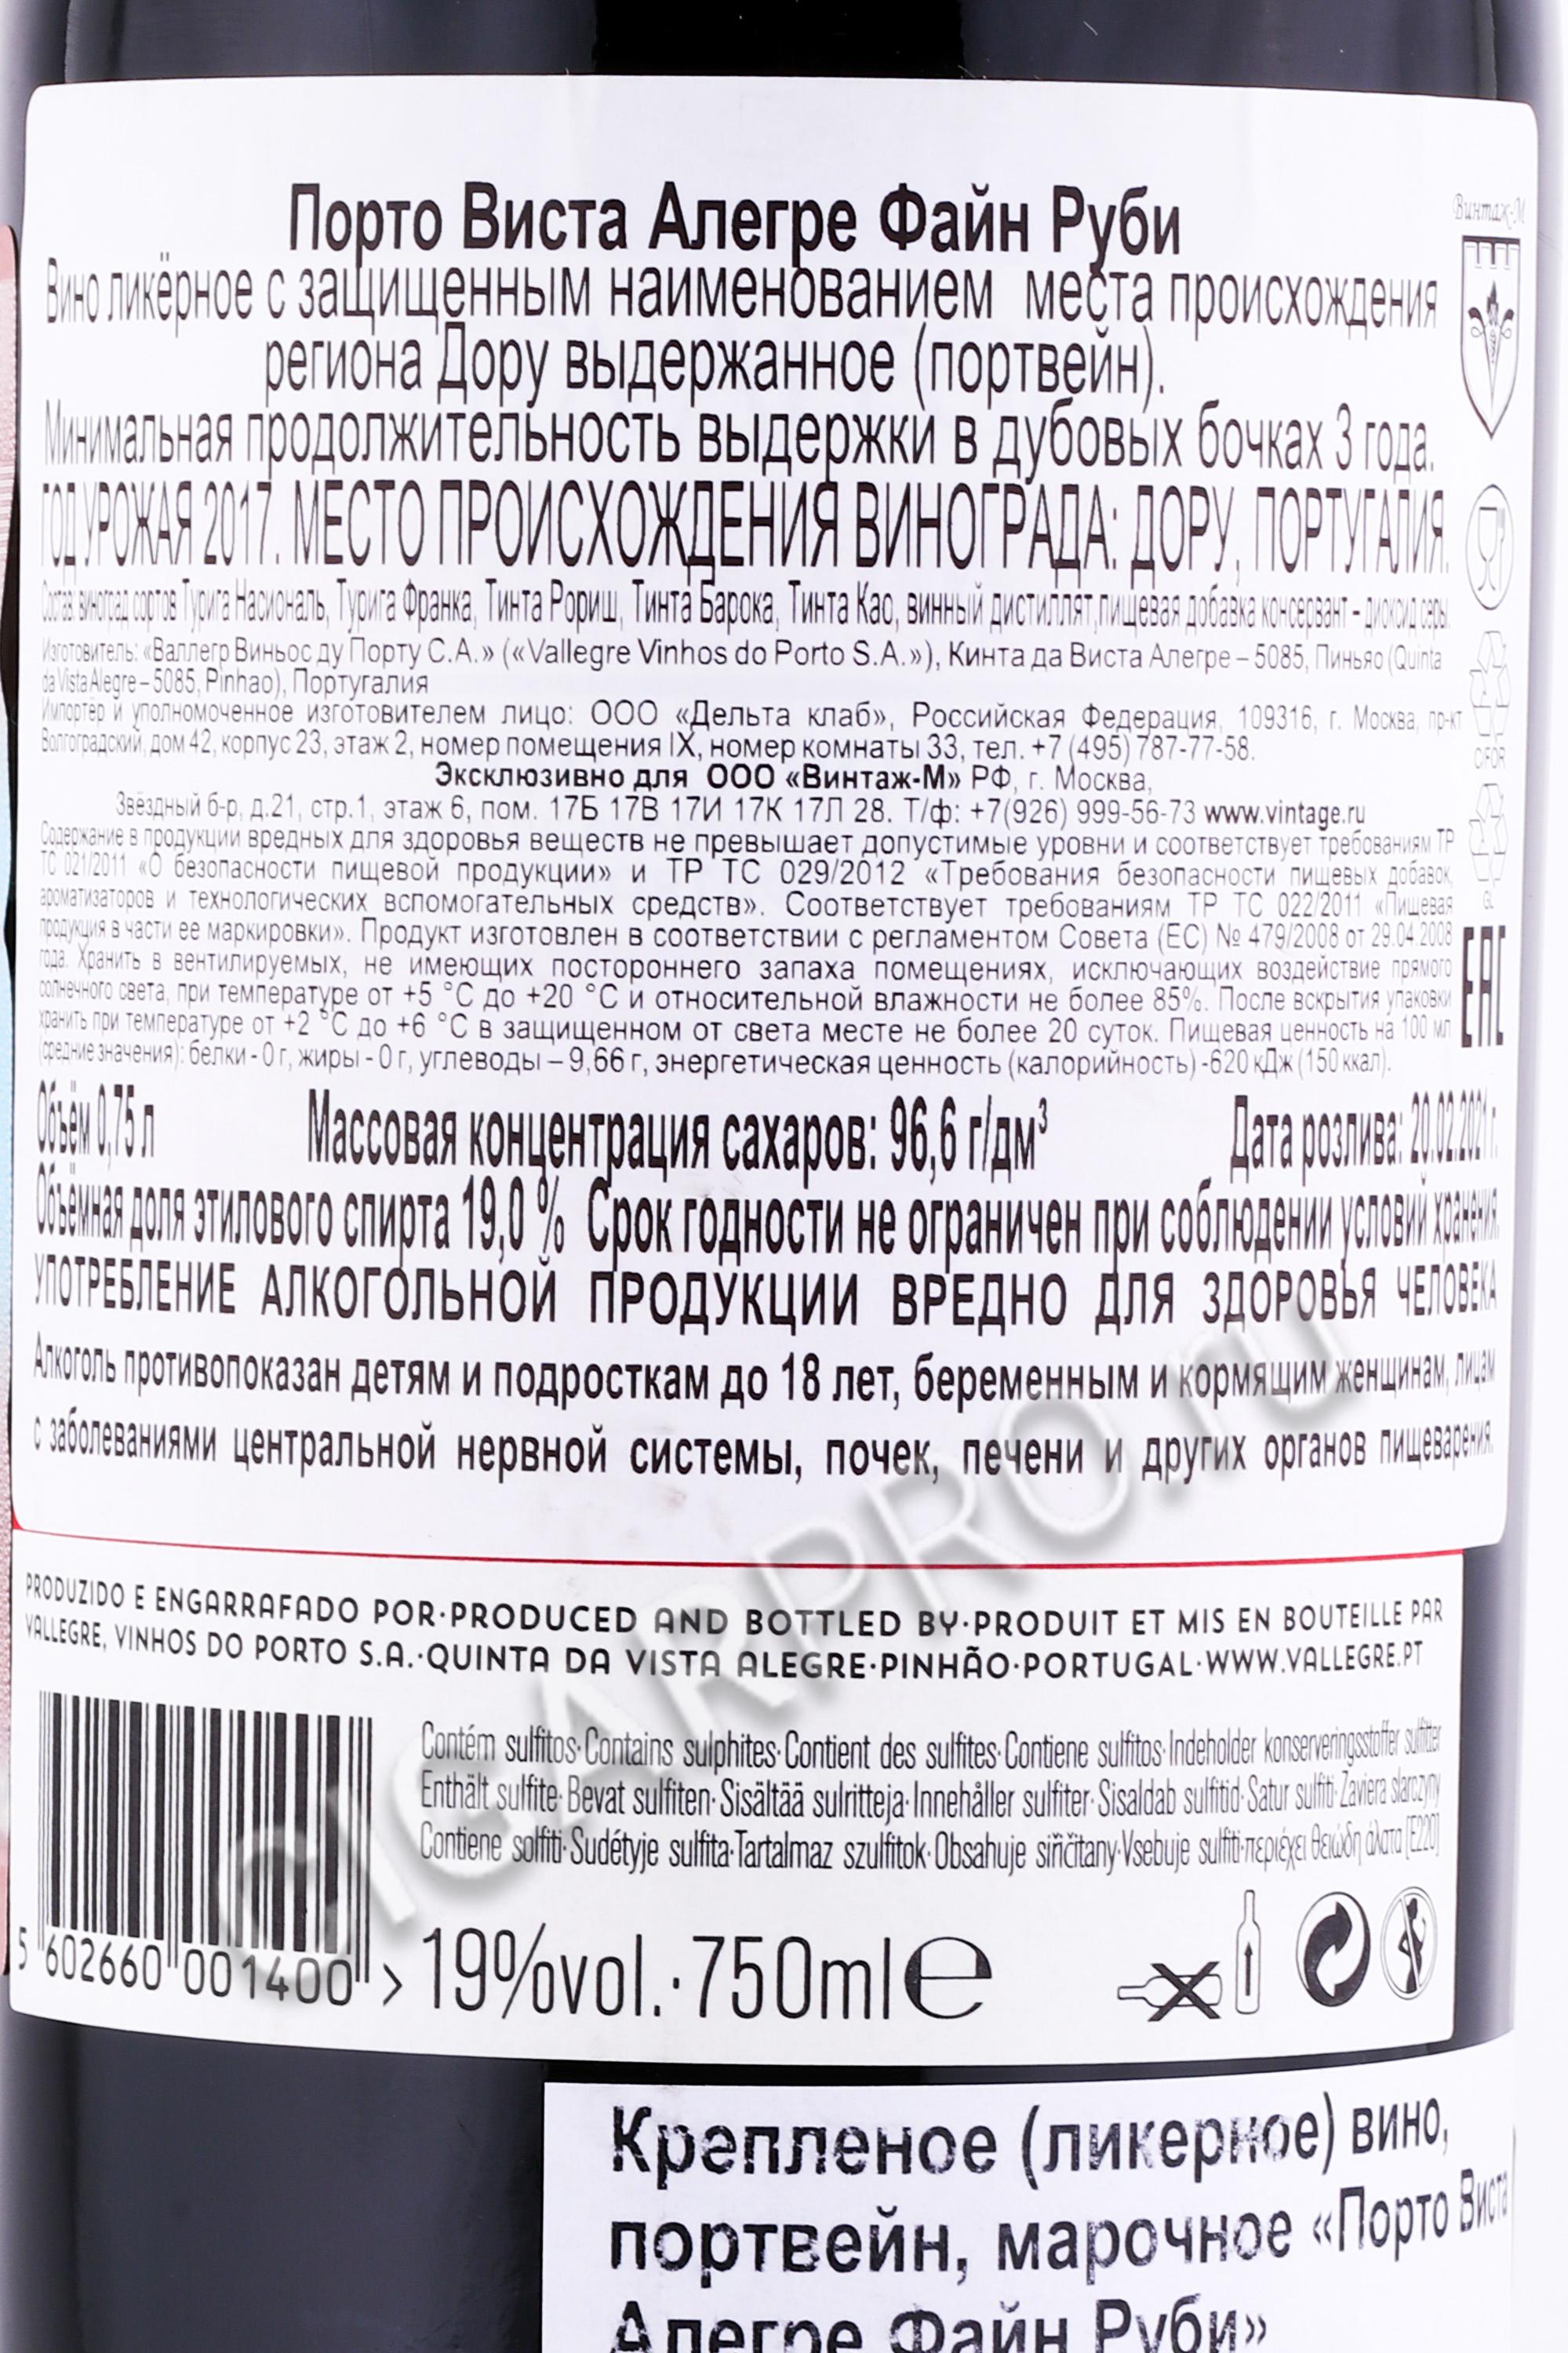 Порто Виста Алегре Файн Руби
Винтаж-М
Вино ликёрное с защищенным наименованием места происхождения
региона Дору выдержанное (портвейн).
Минимальная продолжительность выдержки в дубовых бочках 3 года.
ГОД УРОЖАЯ 2017. МЕСТО ПРОИСХОЖДЕНИЯ ВИНОГРАДА: ДОРУ, ПОРТУГАЛИЯ.
Состав: виноград сортов Турига Насиональ, Турига Франка, Тинта Рориш, Тинта Барока, Тинта Као, винный дистиллят, пищевая добавка консервант – диоксид серы.
Изготовитель: «Валлегр Виньос ду Порту С.А.» («Vallegre Vinhos do Porto S.A.»), Кинта да Виста Алегре – 5085, Пиньяо (Quinta
da Vista Alegre – 5085, Pinhao), Португалия
Импортёр и уполномоченное изготовителем лицо: ООО «Дельта клаб», Российская Федерация, 109316, г. Москва, пр-кт
Волгоградский, дом 42, корпус 23, этаж 2, номер помещения IX, номер комнаты 33, тел. +7 (495) 787-77-58.
C/FOR
Эксклюзивно для ООО «Винтаж-М» РФ, г. Москва,
Звёздный б-р, д.21, стр.1, этаж 6, пом. 17Б 17В 17И 17К 17Л 28. Т/ф: +7(926) 999-56-73 www.vintage.ru
Содержание в продукции вредных для здоровья веществ не превышает допустимые уровни и соответствует требованиям ТР
ТС 021/2011 «О безопасности пищевой продукции» и ТР ТС 029/2012 «Требования безопасности пищевых добавок,
ароматизаторов и технологических вспомогательных средств». Соответствует требованиям ТР ТС 022/2011 «Пищевая
GL
продукция в части ее маркировки». Продукт изготовлен в соответствии с регламентом Совета (ЕС) № 479/2008 от 29.04.2008
года. Хранить в вентилируемых, не имеющих постороннего запаха помещениях, исключающих воздействие прямого
солнечного света, при температуре от +5 °С до +20 °С и относительной влажности не более 85%. После вскрытия упаковки
EAC
хранить при температуре от +2 °С до +6 °С в защищенном от света месте не более 20 суток. Пищевая ценность на 100 мл
(средние значения): белки - 0 г, жиры - 0 г, углеводы – 9,66 г, энергетическая ценность (калорийность) -620 кДж (150 ккал).
Объём 0,75 л Массовая концентрация сахаров: 96,6 г/дм³ Дата розлива: 20.02.2021 г.
Объёмная доля этилового спирта 19,0 % Срок годности не ограничен при соблюдении условий хранения.
УПОТРЕБЛЕНИЕ АЛКОГОЛЬНОЙ ПРОДУКЦИИ ВРЕДНО ДЛЯ ЗДОРОВЬЯ ЧЕЛОВЕКА
Алкоголь противопоказан детям и подросткам до 18 лет, беременным и кормящим женщинам, лицам
с заболеваниями центральной нервной системы, почек, печени и других органов пищеварения.
CIGARPRO.ru
PRODUZIDO E ENGARRAFADO POR·PRODUCED AND BOTTLED BY·PRODUIT ET MIS EN BOUTEILLE PAR
VALLEGRE, VINHOS DO PORTO S.A.·QUINTA DA VISTA ALEGRE·PINHÃO·PORTUGAL·WWW.VALLEGRE.PT
Contém sulfitos·Contains sulphites·Contient des sulfites·Contiene sulfitos·Indeholder konserveringsstoffer sulfitter
Enthält sulfite·Bevat sulfiten·Sisältää sulritteja·Innehåller sulfiter·Sisaldab sulfitid·Satur sulfiti·Zaviera slarczyny
Contiene solfiti·Sudétyje sulfita·Tartalmaz szulfitok·Obsahuje siřičitany·Vsebuje sulfiti·περιέχει θειώδη άλατα [E220]
5 602660 001400 >
19%vol.·750ml e
Крепленое (ликерное) вино,
портвейн, марочное «Порто Виста
Алегре Файн Руби»